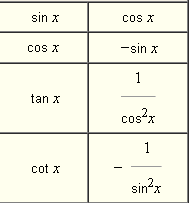 sin x cos x
cos x −sin x
tan x 1
cos²x
cot x − 1
sin²x